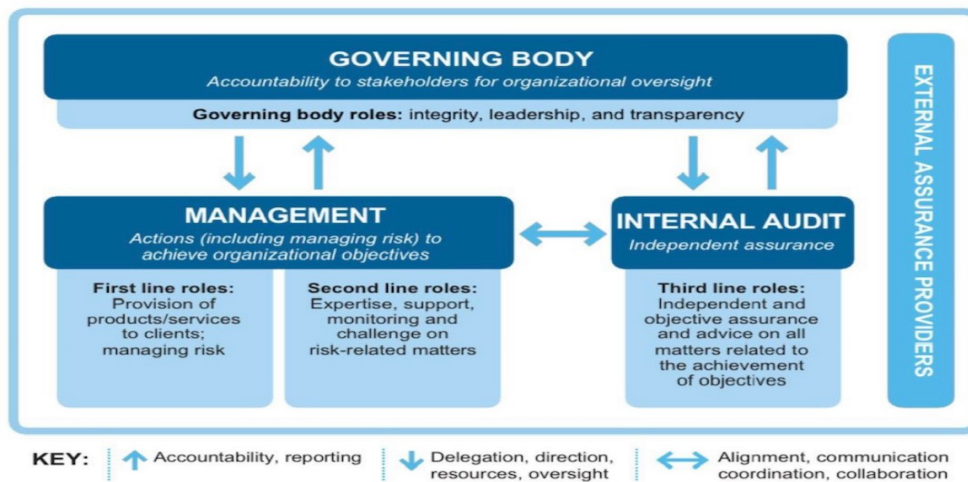 GOVERNING BODY
Accountability to stakeholders for organizational oversight
Governing body roles: integrity, leadership, and transparency
MANAGEMENT
Actions (including managing risk) to
achieve organizational objectives
First line roles:
Provision of
products/services
to clients;
managing risk
Second line roles:
Expertise, support,
monitoring and
challenge on
risk-related matters
INTERNAL AUDIT
Independent assurance
Third line roles:
Independent and
objective assurance
and advice on all
matters related to
the achievement
of objectives
EXTERNAL ASSURANCE PROVIDERS
KEY:
Accountability, reporting
Delegation, direction,
resources, oversight
Alignment, communication
coordination, collaboration